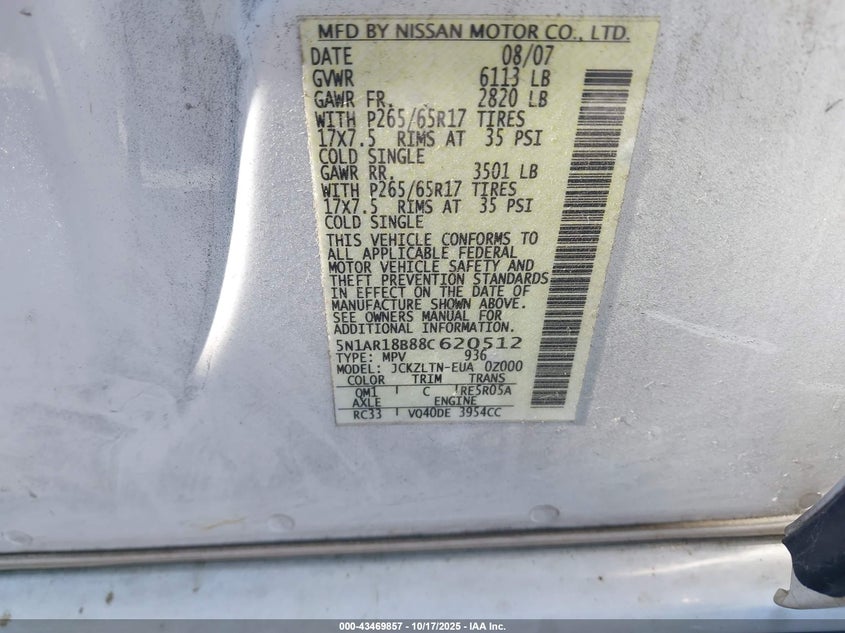 MFD BY NISSAN MOTOR CO., LTD.
DATE 08/07
GVWR 6113 LB
GAWR FR. 2820 LB
WITH P265/65R17 TIRES
17X7.5 RIMS AT 35 PSI
COLD SINGLE
GAWR RR. 3501 LB
WITH P265/65R17 TIRES
17X7.5 RIMS AT 35 PSI
COLD SINGLE
THIS VEHICLE CONFORMS TO
ALL APPLICABLE FEDERAL
MOTOR VEHICLE SAFETY AND
THEFT PREVENTION STANDARDS
IN EFFECT ON THE DATE OF
MANUFACTURE SHOWN ABOVE.
SEE OWNERS MANUAL FOR
ADDITIONAL INFORMATION.
5N1AR18B88C620512
TYPE: MPV 936
MODEL: JCKZLTN-EUA 0Z000
COLOR TRIM TRANS
QM1 C RE5R05A
AXLE ENGINE
RC33 VQ40DE 3954CC
000-43469857 - 10/17/2025 - IAA Inc.